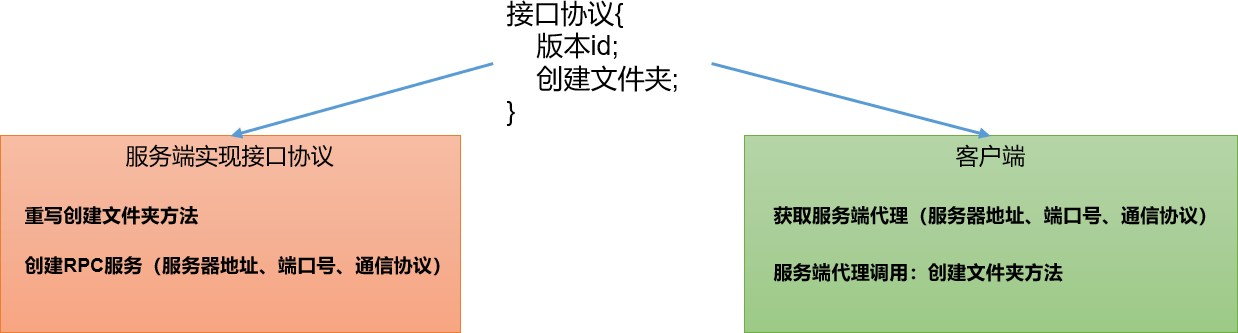 接口协议{
版本id;
创建文件夹;
}
服务端实现接口协议
重写创建文件夹方法
创建RPC服务（服务器地址、端口号、通信协议）
客户端
获取服务端代理（服务器地址、端口号、通信协议）
服务端代理调用：创建文件夹方法